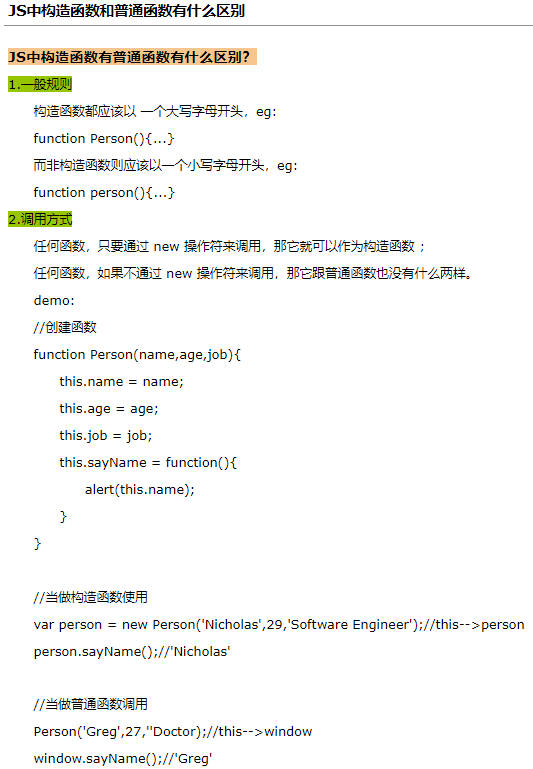 JS中构造函数和普通函数有什么区别
JS中构造函数有普通函数有什么区别?
1.一般规则
构造函数都应该以 一个大写字母开头，eg:
function Person(){...}
而非构造函数则应该以一个小写字母开头，eg:
function person(){...}
2.调用方式
任何函数，只要通过 new 操作符来调用，那它就可以作为构造函数 ；
任何函数，如果不通过 new 操作符来调用，那它跟普通函数也没有什么两样。
demo:
//创建函数
function Person(name,age,job){
this.name = name;
this.age = age;
this.job = job;
this.sayName = function(){
alert(this.name);
}
}
//当做构造函数使用
var person = new Person('Nicholas',29,'Software Engineer');//this-->person
person.sayName();//'Nicholas'
//当做普通函数调用
Person('Greg',27,''Doctor);//this-->window
window.sayName();//'Greg'